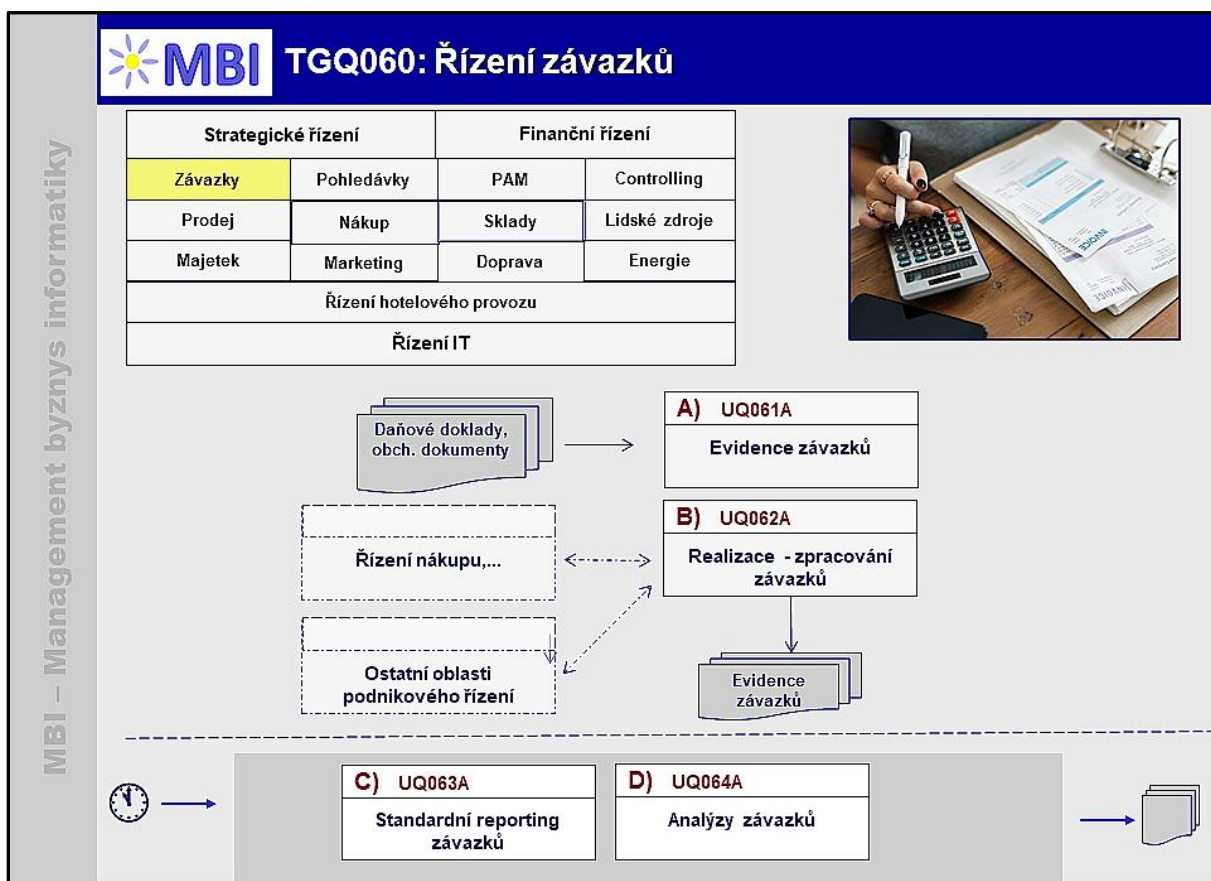 MBI – Management byznys informatiky
MBI
TGQ060: Řízení závazků
Strategické řízení
Finanční řízení
Závazky
Pohledávky
PAM
Controlling
Prodej
Nákup
Sklady
Lidské zdroje
Majetek
Marketing
Doprava
Energie
Řízení hotelového provozu
Řízení IT
INVOICE
INVOICE
Daňové doklady,
obch. dokumenty
A) UQ061A
Evidence závazků
Řízení nákupu,...
B) UQ062A
Realizace - zpracování
závazků
Ostatní oblasti
podnikového řízení
Evidence
závazků
C) UQ063A
Standardní reporting
závazků
D) UQ064A
Analýzy závazků